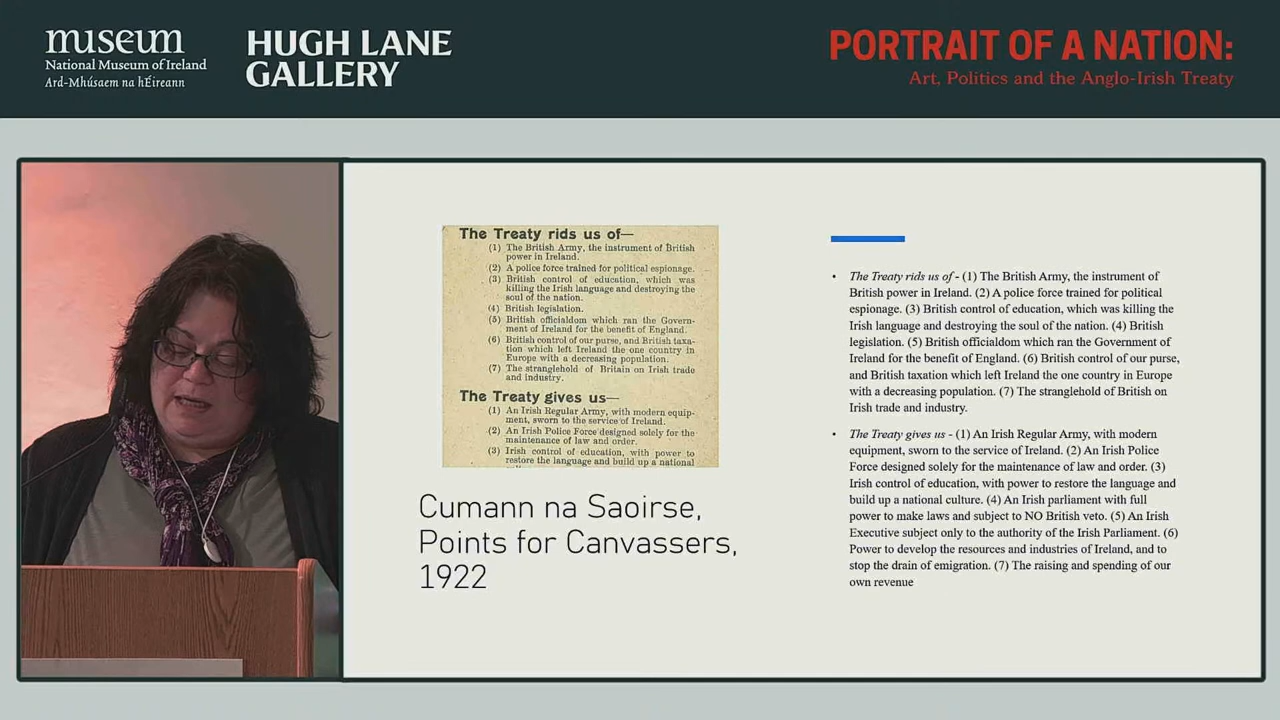 museum
National Museum of Ireland
Ard-Mhúsaem na hÉireann
HUGH LANE
GALLERY
PORTRAIT OF A NATION:
Art, Politics and the Anglo-Irish Treaty
The Treaty rids us of—
(1) The British Army, the instrument of British
power in Ireland.
(2) A police force trained for political espionage.
(3) British control of education, which was
killing the Irish language and destroying the
soul of the nation.
(4) British legislation.
(5) British officialdom which ran the Govern-
ment of Ireland for the benefit of England.
(6) British control of our purse, and British taxa-
tion which left Ireland the one country in
Europe with a decreasing population.
(7) The stranglehold of Britain on Irish trade
and industry.
The Treaty gives us—
(1) An Irish Regular Army, with modern equip-
ment, sworn to the service of Ireland.
(2) An Irish Police Force designed solely for the
maintenance of law and order.
(3) Irish control of education, with power to
restore the language and build up a national
Cumann na Saoirse,
Points for Canvassers,
1922
• The Treaty rids us of - (1) The British Army, the instrument of
British power in Ireland. (2) A police force trained for political
espionage. (3) British control of education, which was killing the
Irish language and destroying the soul of the nation. (4) British
legislation. (5) British officialdom which ran the Government of
Ireland for the benefit of England. (6) British control of our purse,
and British taxation which left Ireland the one country in Europe
with a decreasing population. (7) The stranglehold of British on
Irish trade and industry.
• The Treaty gives us - (1) An Irish Regular Army, with modern
equipment, sworn to the service of Ireland. (2) An Irish Police
Force designed solely for the maintenance of law and order. (3)
Irish control of education, with power to restore the language and
build up a national culture. (4) An Irish parliament with full
power to make laws and subject to NO British veto. (5) An Irish
Executive subject only to the authority of the Irish Parliament. (6)
Power to develop the resources and industries of Ireland, and to
stop the drain of emigration. (7) The raising and spending of our
own revenue